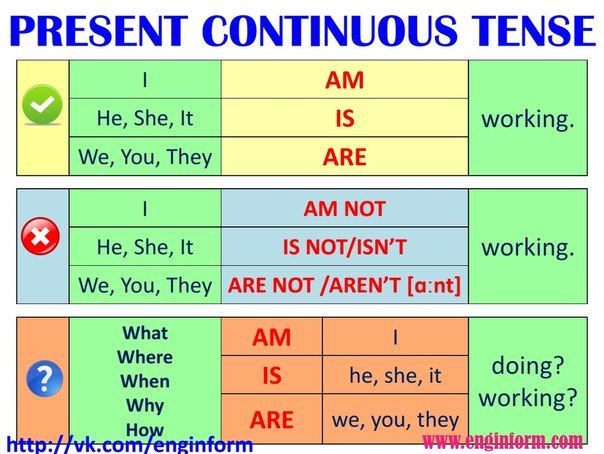 PRESENT CONTINUOUS TENSE
I AM
He, She, It IS working.
We, You, They ARE
I AM NOT
He, She, It IS NOT/ISN'T working.
We, You, They ARE NOT /AREN'T [ɑːnt]
What
Where
When
Why
How
AM I
IS he, she, it
ARE we, you, they
doing?
working?
?
http://vk.com/enginform
www.enginform.com